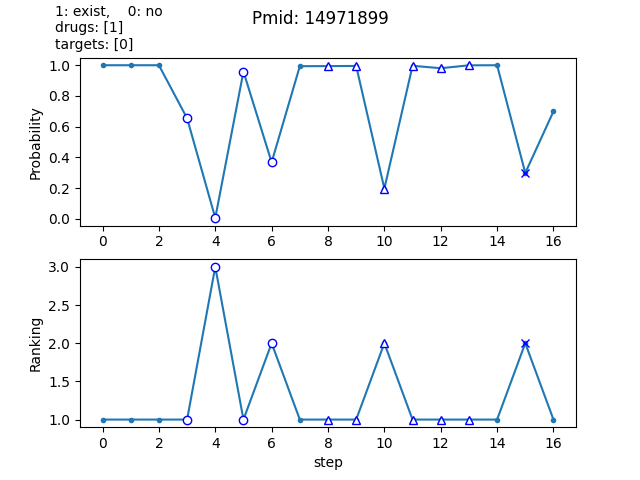 1: exist,    0: no
drugs: [1]
targets: [0]
Pmid: 14971899
1.0
0.8
0.6
0.4
0.2
0.0
Probability
0 2 4 6 8 10 12 14 16
3.0
2.5
2.0
1.5
1.0
Ranking
0 2 4 6 8 10 12 14 16
step